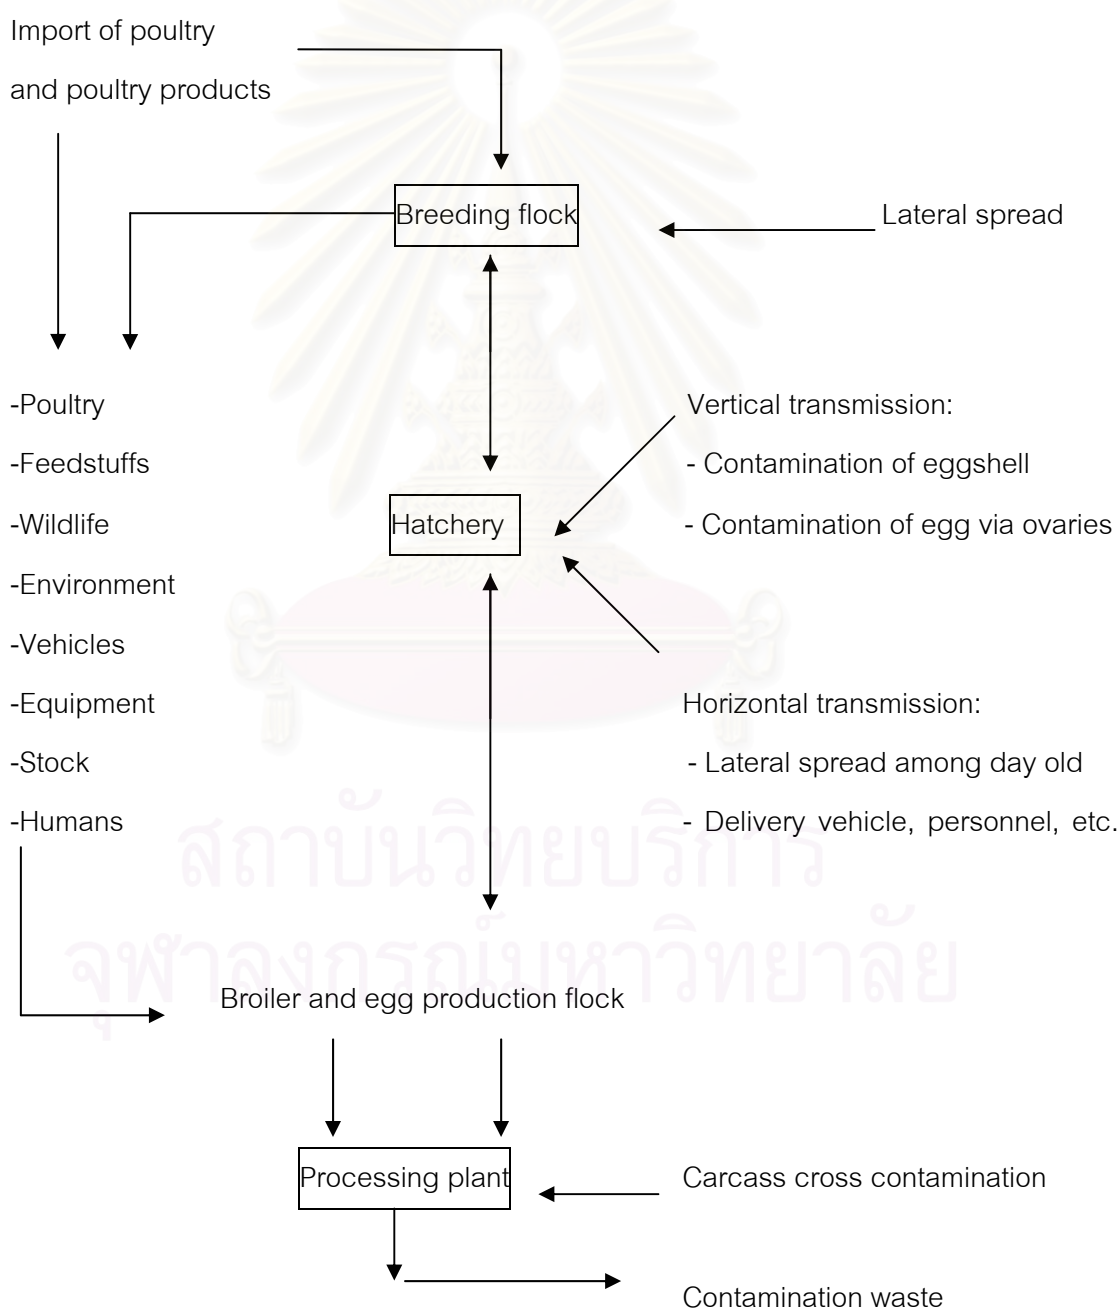 Import of poultry
and poultry products
Breeding flock
Lateral spread
-Poultry
-Feedstuffs
-Wildlife
-Environment
-Vehicles
-Equipment
-Stock
-Humans
Vertical transmission:
- Contamination of eggshell
- Contamination of egg via ovaries
Hatchery
Horizontal transmission:
- Lateral spread among day old
- Delivery vehicle, personnel, etc.
สถาบันวิทยบริการ
จุฬาลงกรณ์มหาวิทยาลัย
Broiler and egg production flock
Processing plant
Carcass cross contamination
Contamination waste